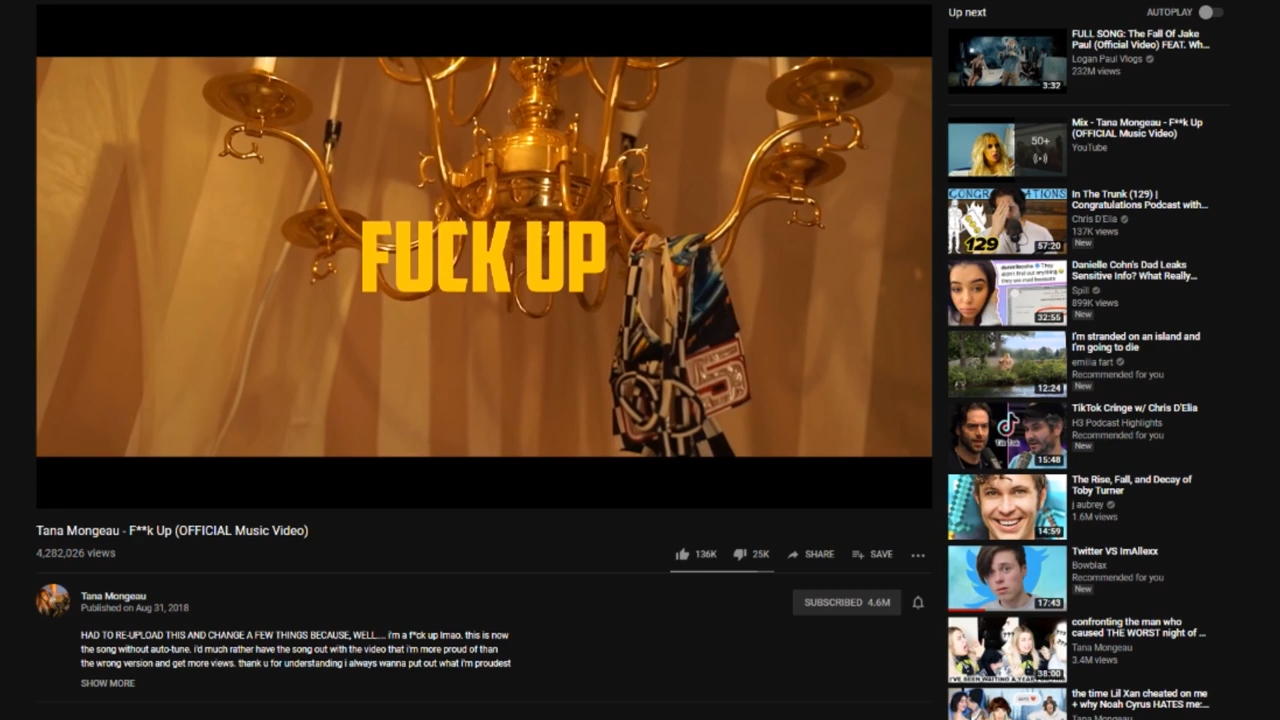 Up next
AUTOPLAY
FUCK UP
FULL SONG: The Fall Of Jake
Paul (Official Video) FEAT. Wh...
Logan Paul Vlogs
232M views
3:32
Mix - Tana Mongeau - F**k Up
(OFFICIAL Music Video)
YouTube
50+
In The Trunk (129) |
Congratulations Podcast with...
Chris D'Elia
137K views
New
CONGRATULATIONS
129
57:20
Danielle Cohn's Dad Leaks
Sensitive Info? What Really...
Spill
899K views
New
32:55
I'm stranded on an island and
I'm going to die
emilia fart
Recommended for you
New
12:24
TikTok Cringe w/ Chris D'Elia
H3 Podcast Highlights
Recommended for you
New
15:48
The Rise, Fall, and Decay of
Toby Turner
j aubrey
1.6M views
14:59
Twitter VS ImAllexx
Bowblax
Recommended for you
New
17:43
confronting the man who
caused THE WORST night of ...
Tana Mongeau
3.4M views
I'VE BEEN WAITING A YEAR
38:00
the time Lil Xan cheated on me
+ why Noah Cyrus HATES me:...
Tana Mongeau
Tana Mongeau - F**k Up (OFFICIAL Music Video)
4,282,026 views
136K 25K SHARE SAVE
Tana Mongeau
Published on Aug 31, 2018
SUBSCRIBED 4.6M
HAD TO RE-UPLOAD THIS AND CHANGE A FEW THINGS BECAUSE, WELL.... i'm a f*ck up lmao. this is now
the song without auto-tune. i'd much rather have the song out with the video that i'm more proud of than
the wrong version and get more views. thank u for understanding i always wanna put out what i'm proudest
SHOW MORE